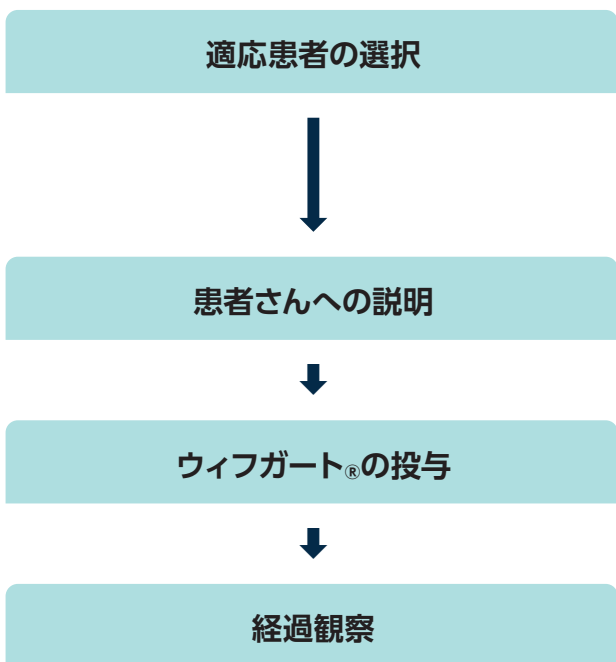 適応患者の選択
患者さんへの説明
ウィフガート®の投与
経過観察